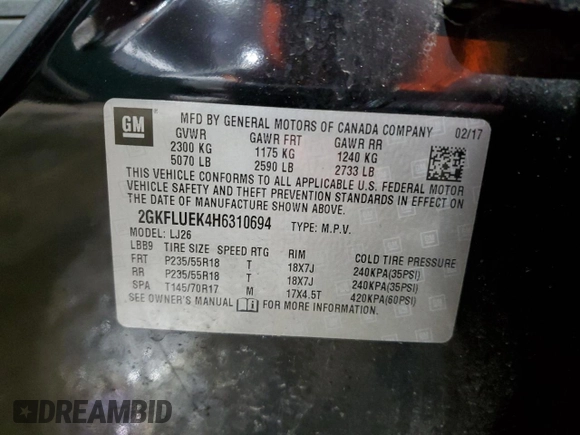 GM
MFD BY GENERAL MOTORS OF CANADA COMPANY 02/17
GVWR GAWR FRT GAWR RR
2300 KG 1175 KG 1240 KG
5070 LB 2590 LB 2733 LB
THIS VEHICLE CONFORMS TO ALL APPLICABLE U.S. FEDERAL MOTOR
VEHICLE SAFETY AND THEFT PREVENTION STANDARDS IN EFFECT ON
THE DATE OF MANUFACTURE SHOWN ABOVE.
2GKFLUEK4H6310694 TYPE: M.P.V.
MODEL: LJ26
LBB9 TIRE SIZE SPEED RTG RIM COLD TIRE PRESSURE
FRT P235/55R18 T 18X7J 240KPA(35PSI)
RR P235/55R18 T 18X7J 240KPA(35PSI)
SPA T145/70R17 M 17X4.5T 420KPA(60PSI)
SEE OWNER'S MANUAL FOR MORE INFORMATION.
DREAMBID